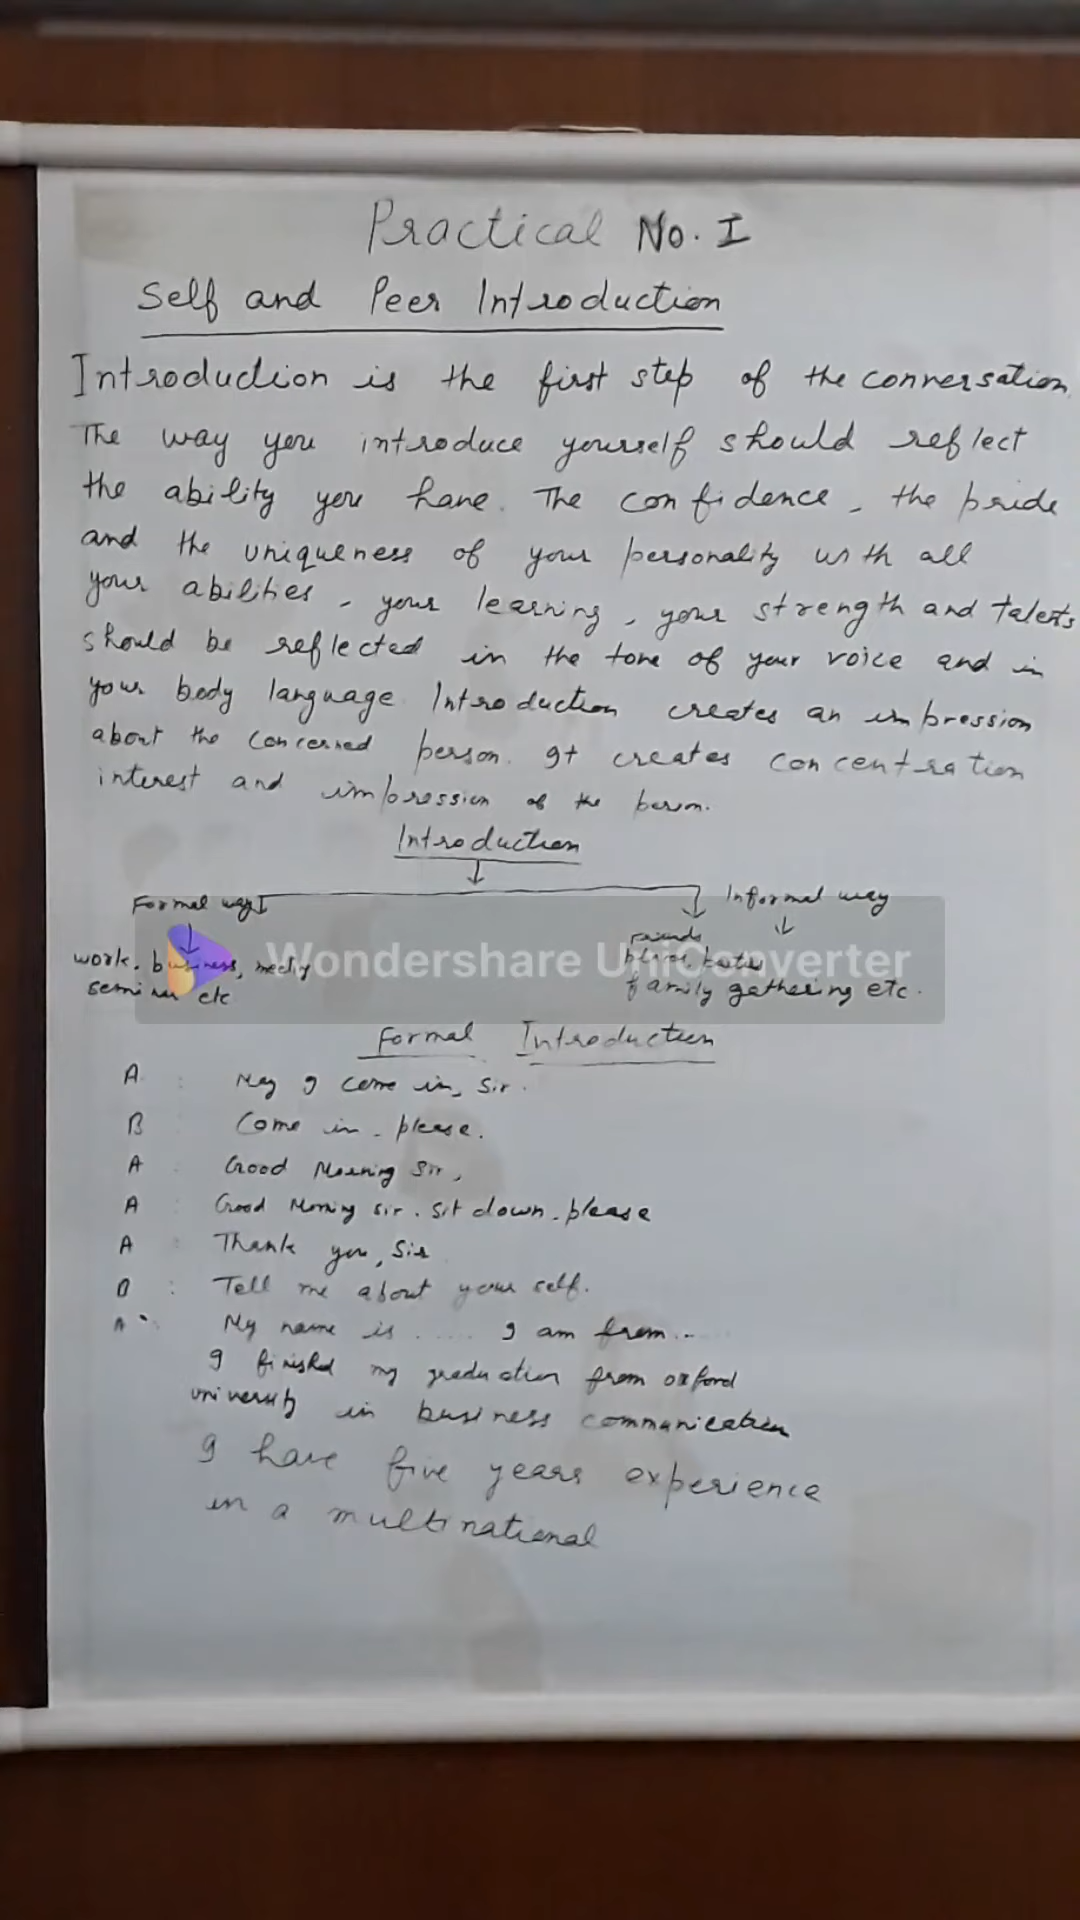 Practical No. I
Self and Peer Introduction
Introduction is the first step of the conversation.
The way you introduce yourself should reflect
the ability you have. The confidence, the pride
and the uniqueness of your personality with all
your abilities, your learning, your strength and talents
should be reflected in the tone of your voice and in
your body language. Introduction creates an impression
about the concerned person. It creates concentration
interest and impression of the person.
Introduction
Formal way Informal way
work, business, meeting
seminar etc
Friends
family gathering etc.
Wondershare UniConverter
Formal Introduction
A : May I come in, Sir.
B Come in, please.
A Good Morning Sir,
A : Good Morning sir. sit down, please
A : Thank you, Sir
B : Tell me about your self.
A : My name is ..... I am from ..
I finished my graduation from oxford
university in business communication
I have five years experience
in a multinational